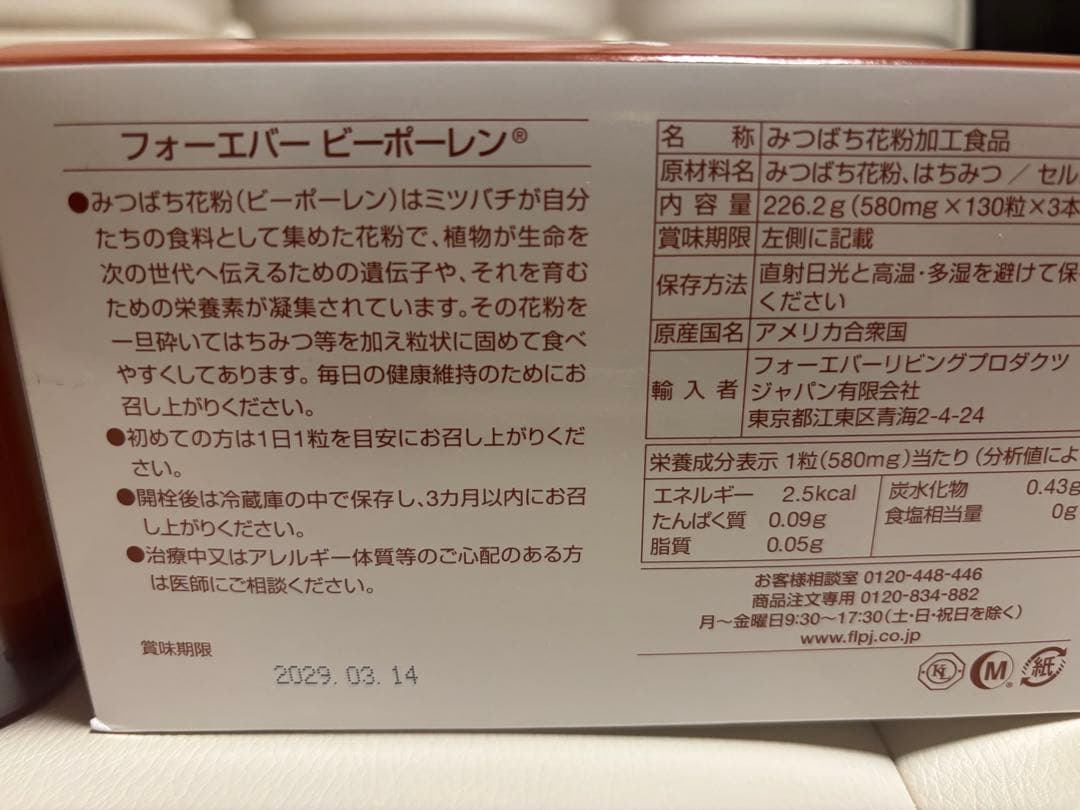 フォーエバー ビーポーレン®
●みつばち花粉(ビーポーレン)はミツバチが自分
たちの食料として集めた花粉で、植物が生命を
次の世代へ伝えるための遺伝子や、それを育む
ための栄養素が凝集されています。その花粉を
一旦砕いてはちみつ等を加え粒状に固めて食べ
やすくしてあります。毎日の健康維持のためにお
召し上がりください。
●初めての方は1日1粒を目安にお召し上がりくだ
さい。
●開栓後は冷蔵庫の中で保存し、3カ月以内にお召
し上がりください。
●治療中又はアレルギー体質等のご心配のある方
は医師にご相談ください。
賞味期限
2029.03.14
名称 みつばち花粉加工食品
原材料名 みつばち花粉、はちみつ / セル
内容量 226.2g(580mg×130粒×3本
賞味期限 左側に記載
保存方法 直射日光と高温・多湿を避けて保
ください
原産国名 アメリカ合衆国
輸入者 フォーエバーリビングプロダクツ
ジャパン有限会社
東京都江東区青海2-4-24
栄養成分表示 1粒(580mg)当たり(分析値によ
エネルギー 2.5kcal 炭水化物 0.43g
たんぱく質 0.09g 食塩相当量 0g
脂質 0.05g
お客様相談室 0120-448-446
商品注文専用 0120-834-882
月〜金曜日9:30〜17:30(土・日・祝日を除く)
www.flpj.co.jp
KL M® 紙